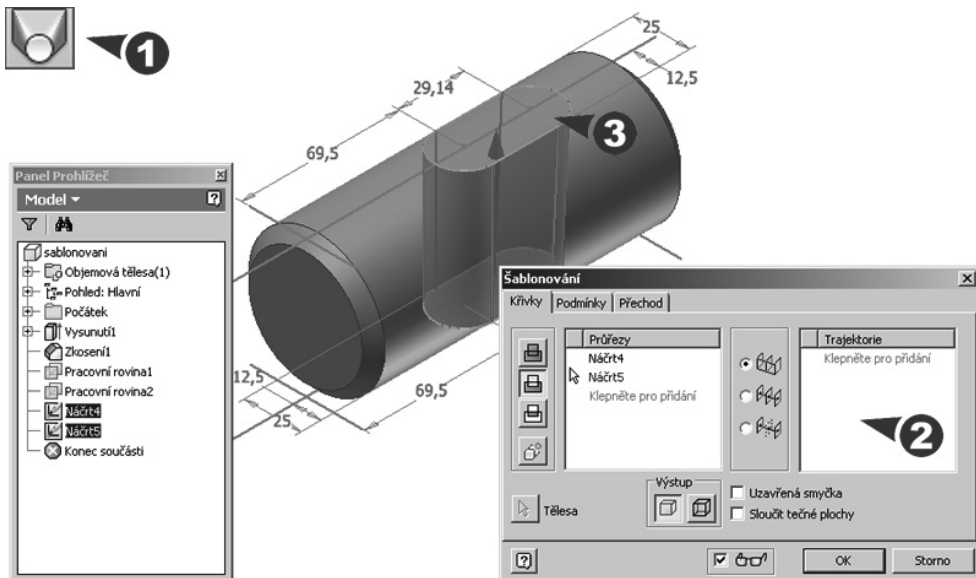 1
25
12,5
29,14
3
69,5
Panel Prohlížeč
Model
sablonovani
Objemová tělesa(1)
Pohled: Hlavní
Počátek
Vysunutí1
Zkosení1
Pracovní rovina1
Pracovní rovina2
Náčrt4
Náčrt5
Konec součásti
12,5
25
69,5
Šablonování
Křivky Podmínky Přechod
Průřezy
Náčrt4
Náčrt5
Klepněte pro přidání
Trajektorie
Klepněte pro přidání
2
Tělesa
Výstup
Uzavřená smyčka
Sloučit tečné plochy
OK
Storno